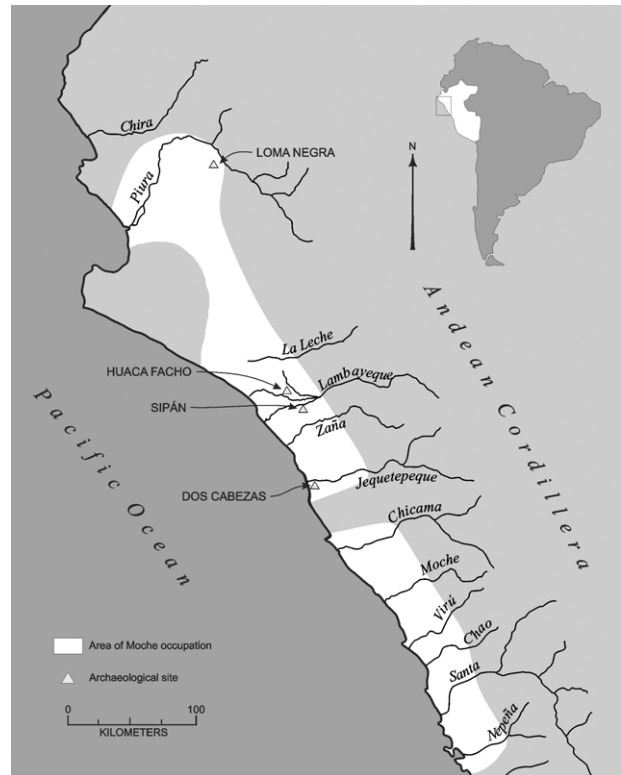 Chira
LOMA NEGRA
Piura
N
Andean Cordillera
La Leche
HUACA FACHO
Lambayeque
SIPÁN
Zaña
Pacific Ocean
DOS CABEZAS
Jequetepeque
Chicama
Moche
Virú
Chao
Santa
Nepeña
Area of Moche occupation
Archaeological site
0 100
KILOMETERS